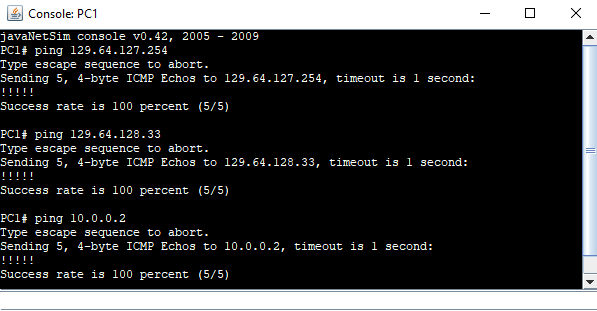 Console: PC1
javaNetSim console v0.42, 2005 - 2009
PC1# ping 129.64.127.254
Type escape sequence to abort.
Sending 5, 4-byte ICMP Echos to 129.64.127.254, timeout is 1 second:
!!!!!
Success rate is 100 percent (5/5)
PC1# ping 129.64.128.33
Type escape sequence to abort.
Sending 5, 4-byte ICMP Echos to 129.64.128.33, timeout is 1 second:
!!!!!
Success rate is 100 percent (5/5)
PC1# ping 10.0.0.2
Type escape sequence to abort.
Sending 5, 4-byte ICMP Echos to 10.0.0.2, timeout is 1 second:
!!!!!
Success rate is 100 percent (5/5)